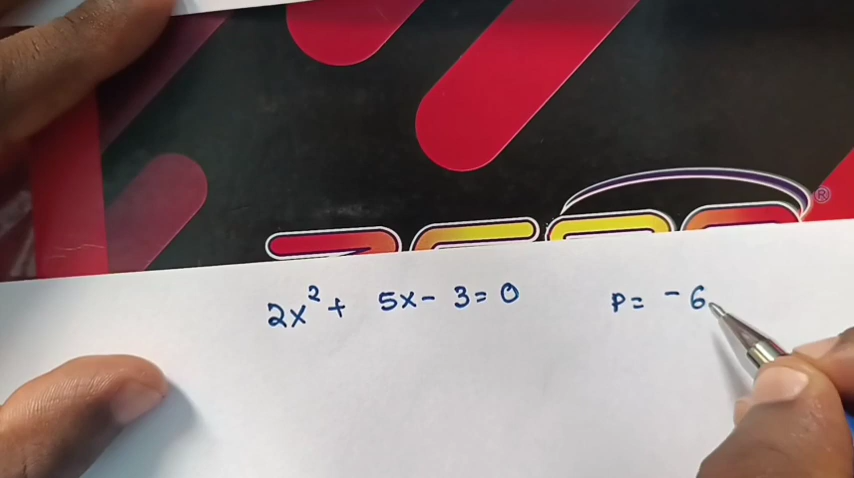 2x² + 5x - 3 = 0 P = - 6
®